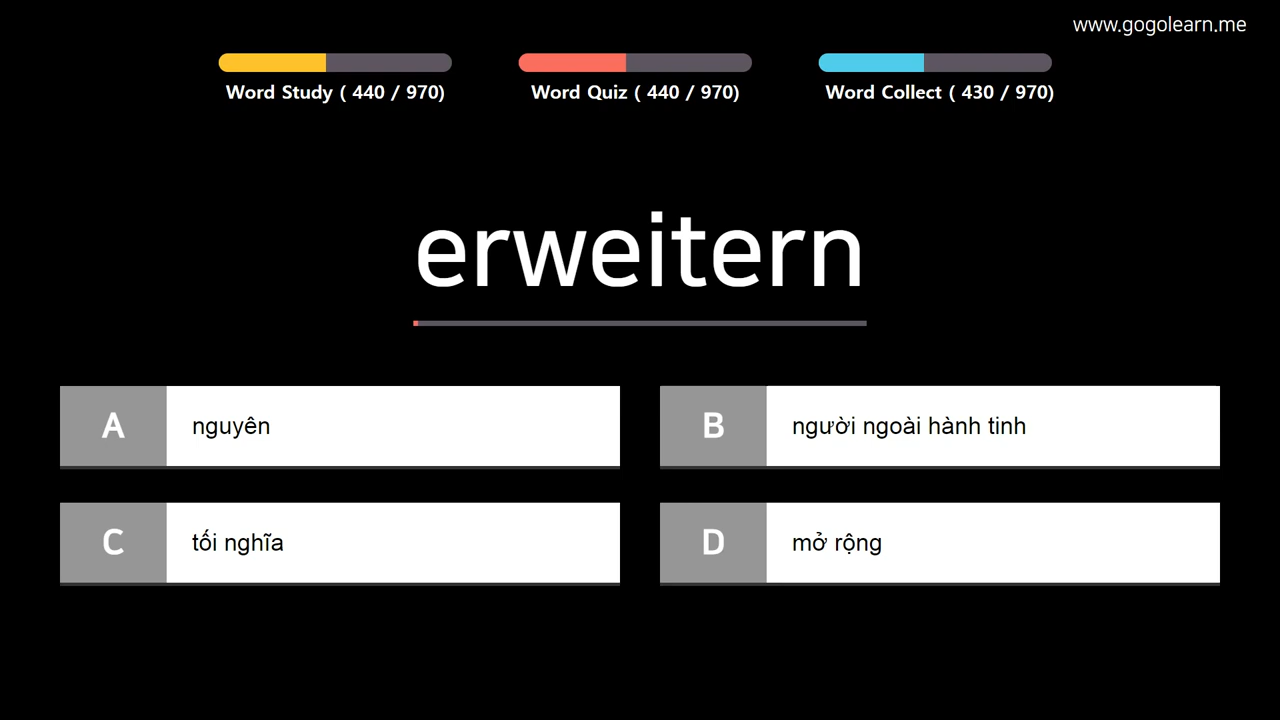 www.gogolearn.me
Word Study ( 440 / 970)
Word Quiz ( 440 / 970)
Word Collect ( 430 / 970)
erweitern
A nguyên
B người ngoài hành tinh
C tối nghĩa
D mở rộng